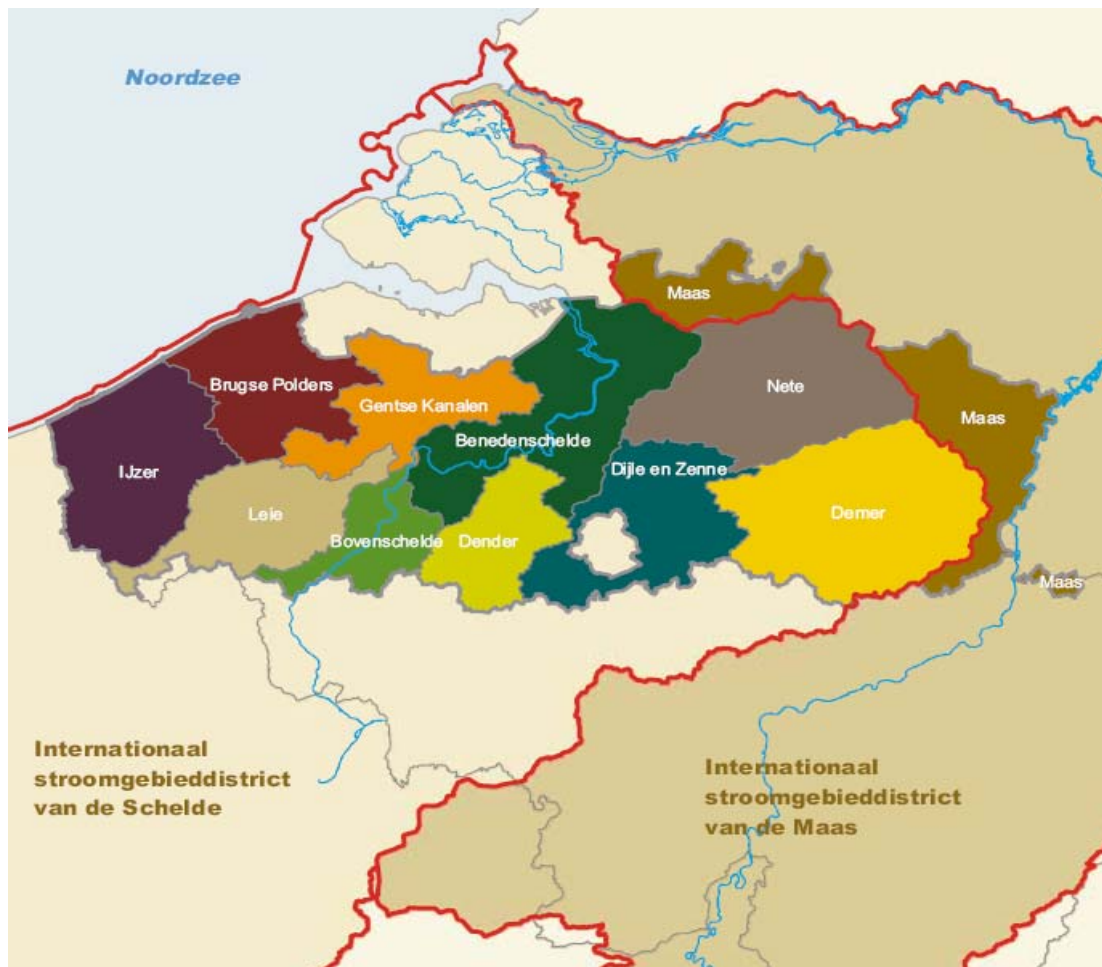 Noordzee
Maas
Brugse Polders
Gentse Kanalen
Nete
Maas
Benedenschelde
IJzer
Dijle en Zenne
Leie
Bovenschelde
Dender
Demer
Maas
Internationaal
stroomgebieddistrict
van de Schelde
Internationaal
stroomgebieddistrict
van de Maas